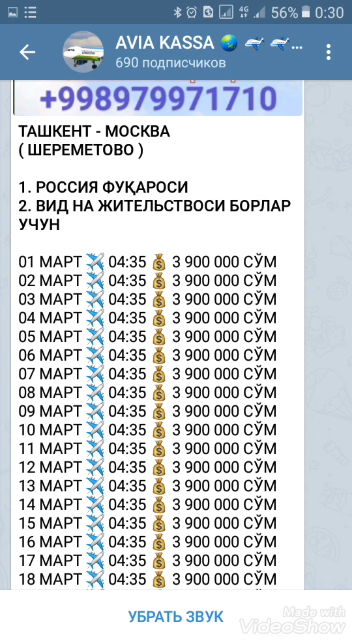 56% 0:30
AVIA KASSA 🌏 ✈ ✈...
690 подписчиков
+998979971710
ТАШКЕНТ - МОСКВА
( ШЕРЕМЕТОВО )
1. РОССИЯ ФУҚАРОСИ
2. ВИД НА ЖИТЕЛЬСТВОСИ БОРЛАР
УЧУН
01 МАРТ ✈ 04:35 💰 3 900 000 СЎМ
02 МАРТ ✈ 04:35 💰 3 900 000 СЎМ
03 МАРТ ✈ 04:35 💰 3 900 000 СЎМ
04 МАРТ ✈ 04:35 💰 3 900 000 СЎМ
05 МАРТ ✈ 04:35 💰 3 900 000 СЎМ
06 МАРТ ✈ 04:35 💰 3 900 000 СЎМ
07 МАРТ ✈ 04:35 💰 3 900 000 СЎМ
08 МАРТ ✈ 04:35 💰 3 900 000 СЎМ
09 МАРТ ✈ 04:35 💰 3 900 000 СЎМ
10 МАРТ ✈ 04:35 💰 3 900 000 СЎМ
11 МАРТ ✈ 04:35 💰 3 900 000 СЎМ
12 МАРТ ✈ 04:35 💰 3 900 000 СЎМ
13 МАРТ ✈ 04:35 💰 3 900 000 СЎМ
14 МАРТ ✈ 04:35 💰 3 900 000 СЎМ
15 МАРТ ✈ 04:35 💰 3 900 000 СЎМ
16 МАРТ ✈ 04:35 💰 3 900 000 СЎМ
17 МАРТ ✈ 04:35 💰 3 900 000 СЎМ
18 МАРТ ✈ 04:35 💰 3 900 000 СЎМ
УБРАТЬ ЗВУК
Made with
VideoShow